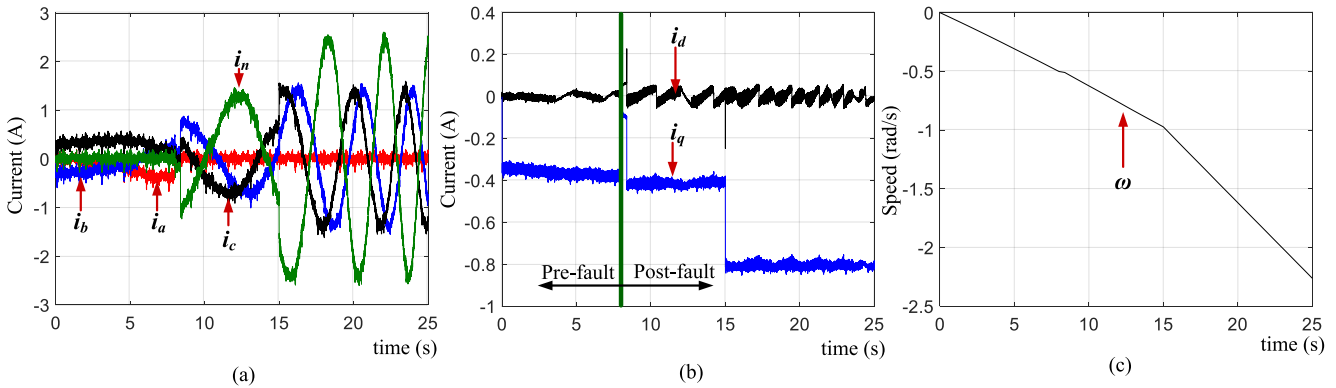 (a)
Current (A)
3
2
1
0
-1
-2
-3
i_n
i_b
i_a
i_c
0 5 10 15 20 25
time (s)
(b)
Current (A)
0.4
0.2
0
-0.2
-0.4
-0.6
-0.8
-1
i_d
i_q
Pre-fault Post-fault
0 5 10 15 20 25
time (s)
(c)
Speed (rad/s)
0
-0.5
-1
-1.5
-2
-2.5
ω
0 5 10 15 20 25
time (s)